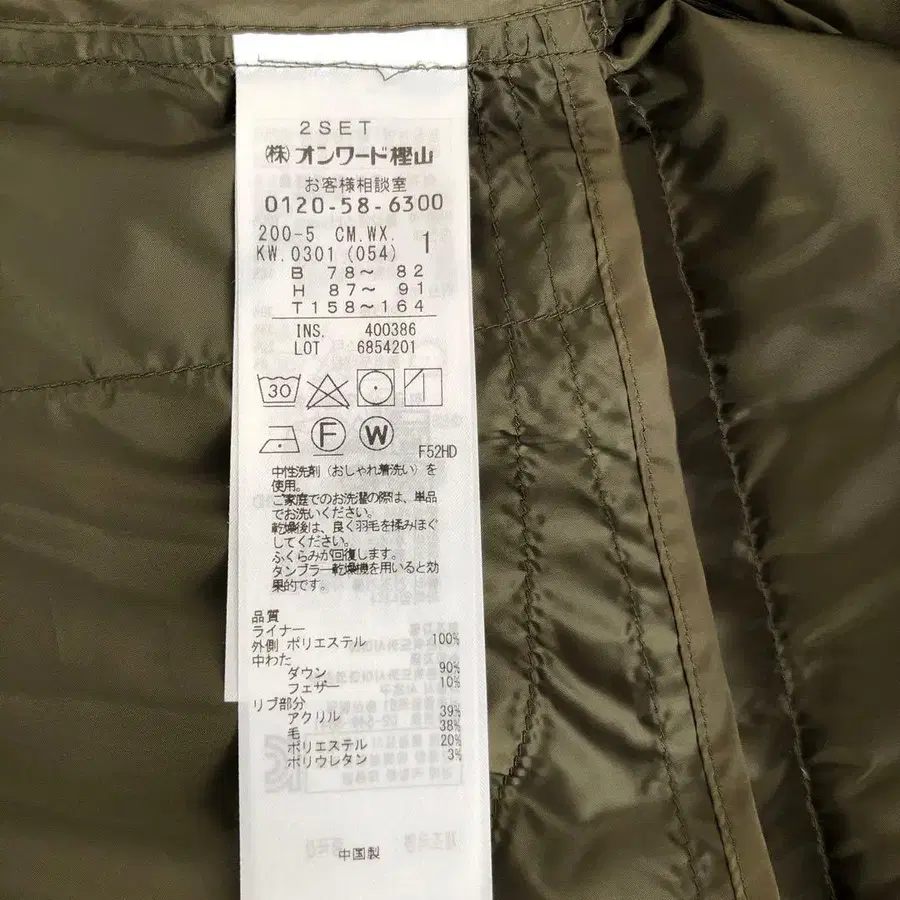 2SET
㈱オンワード樫山
お客様相談室
0120-58-6300
200-5 CM.WX. 1
KW.0301 (054)
B 78～ 82
H 87～ 91
T158～164
INS. 400386
LOT 6854201
30
F W F52HD
中性洗剤（おしゃれ着洗い）を
使用。
ご家庭でのお洗濯の際は、単品
でお洗いください。
乾燥後は、良く羽毛を揉みほぐ
してください。
ふくらみが回復します。
タンブラー乾燥機を用いると効
果的です。
品質
ライナー
外側 ポリエステル 100%
中わた
ダウン 90%
フェザー 10%
リブ部分
アクリル 39%
毛 38%
ポリエステル 20%
ポリウレタン 3%
中国製